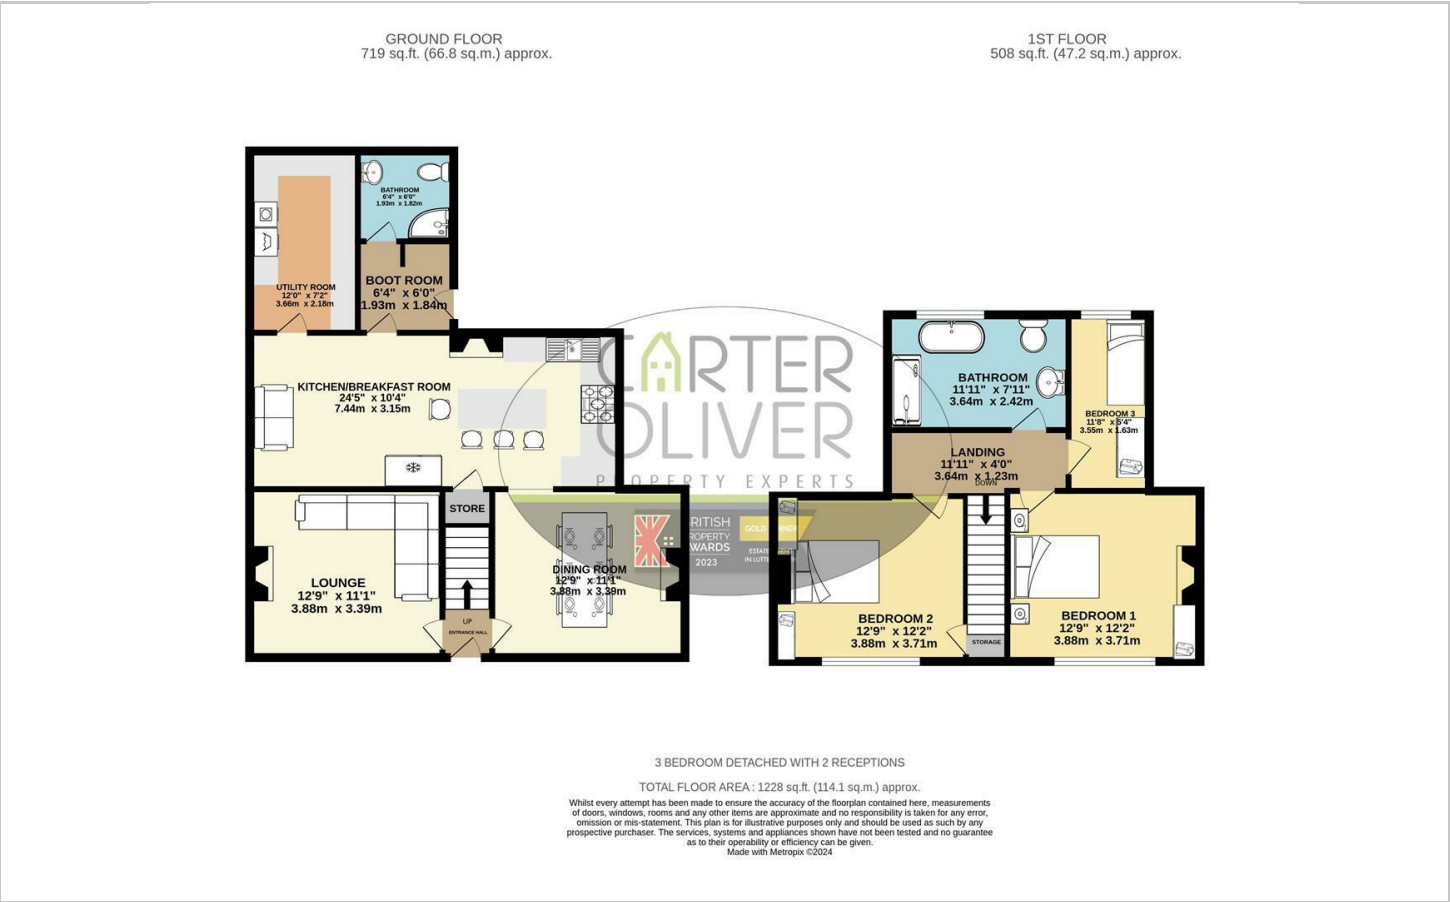 GROUND FLOOR
719 sq.ft. (66.8 sq.m.) approx.
1ST FLOOR
508 sq.ft. (47.2 sq.m.) approx.
BATHROOM
6'4" x 6'0"
1.93m x 1.82m
UTILITY ROOM
12'0" x 7'2"
3.66m x 2.18m
BOOT ROOM
6'4" x 6'0"
1.93m x 1.84m
KITCHEN/BREAKFAST ROOM
24'5" x 10'4"
7.44m x 3.15m
STORE
LOUNGE
12'9" x 11'1"
3.88m x 3.39m
UP
ENTRANCE HALL
DINING ROOM
12'9" x 11'1"
3.88m x 3.39m
CARTER
OLIVER
PROPERTY EXPERTS
BRITISH
PROPERTY
AWARDS
2023
GOLD WINNER
ESTATE
IN LUTTE
BATHROOM
11'11" x 7'11"
3.64m x 2.42m
BEDROOM 3
11'8" x 5'4"
3.55m x 1.63m
LANDING
11'11" x 4'0"
3.64m x 1.23m
DOWN
BEDROOM 2
12'9" x 12'2"
3.88m x 3.71m
STORAGE
BEDROOM 1
12'9" x 12'2"
3.88m x 3.71m
3 BEDROOM DETACHED WITH 2 RECEPTIONS
TOTAL FLOOR AREA : 1228 sq.ft. (114.1 sq.m.) approx.
Whilst every attempt has been made to ensure the accuracy of the floorplan contained here, measurements
of doors, windows, rooms and any other items are approximate and no responsibility is taken for any error,
omission or mis-statement. This plan is for illustrative purposes only and should be used as such by any
prospective purchaser. The services, systems and appliances shown have not been tested and no guarantee
as to their operability or efficiency can be given.
Made with Metropix ©2024